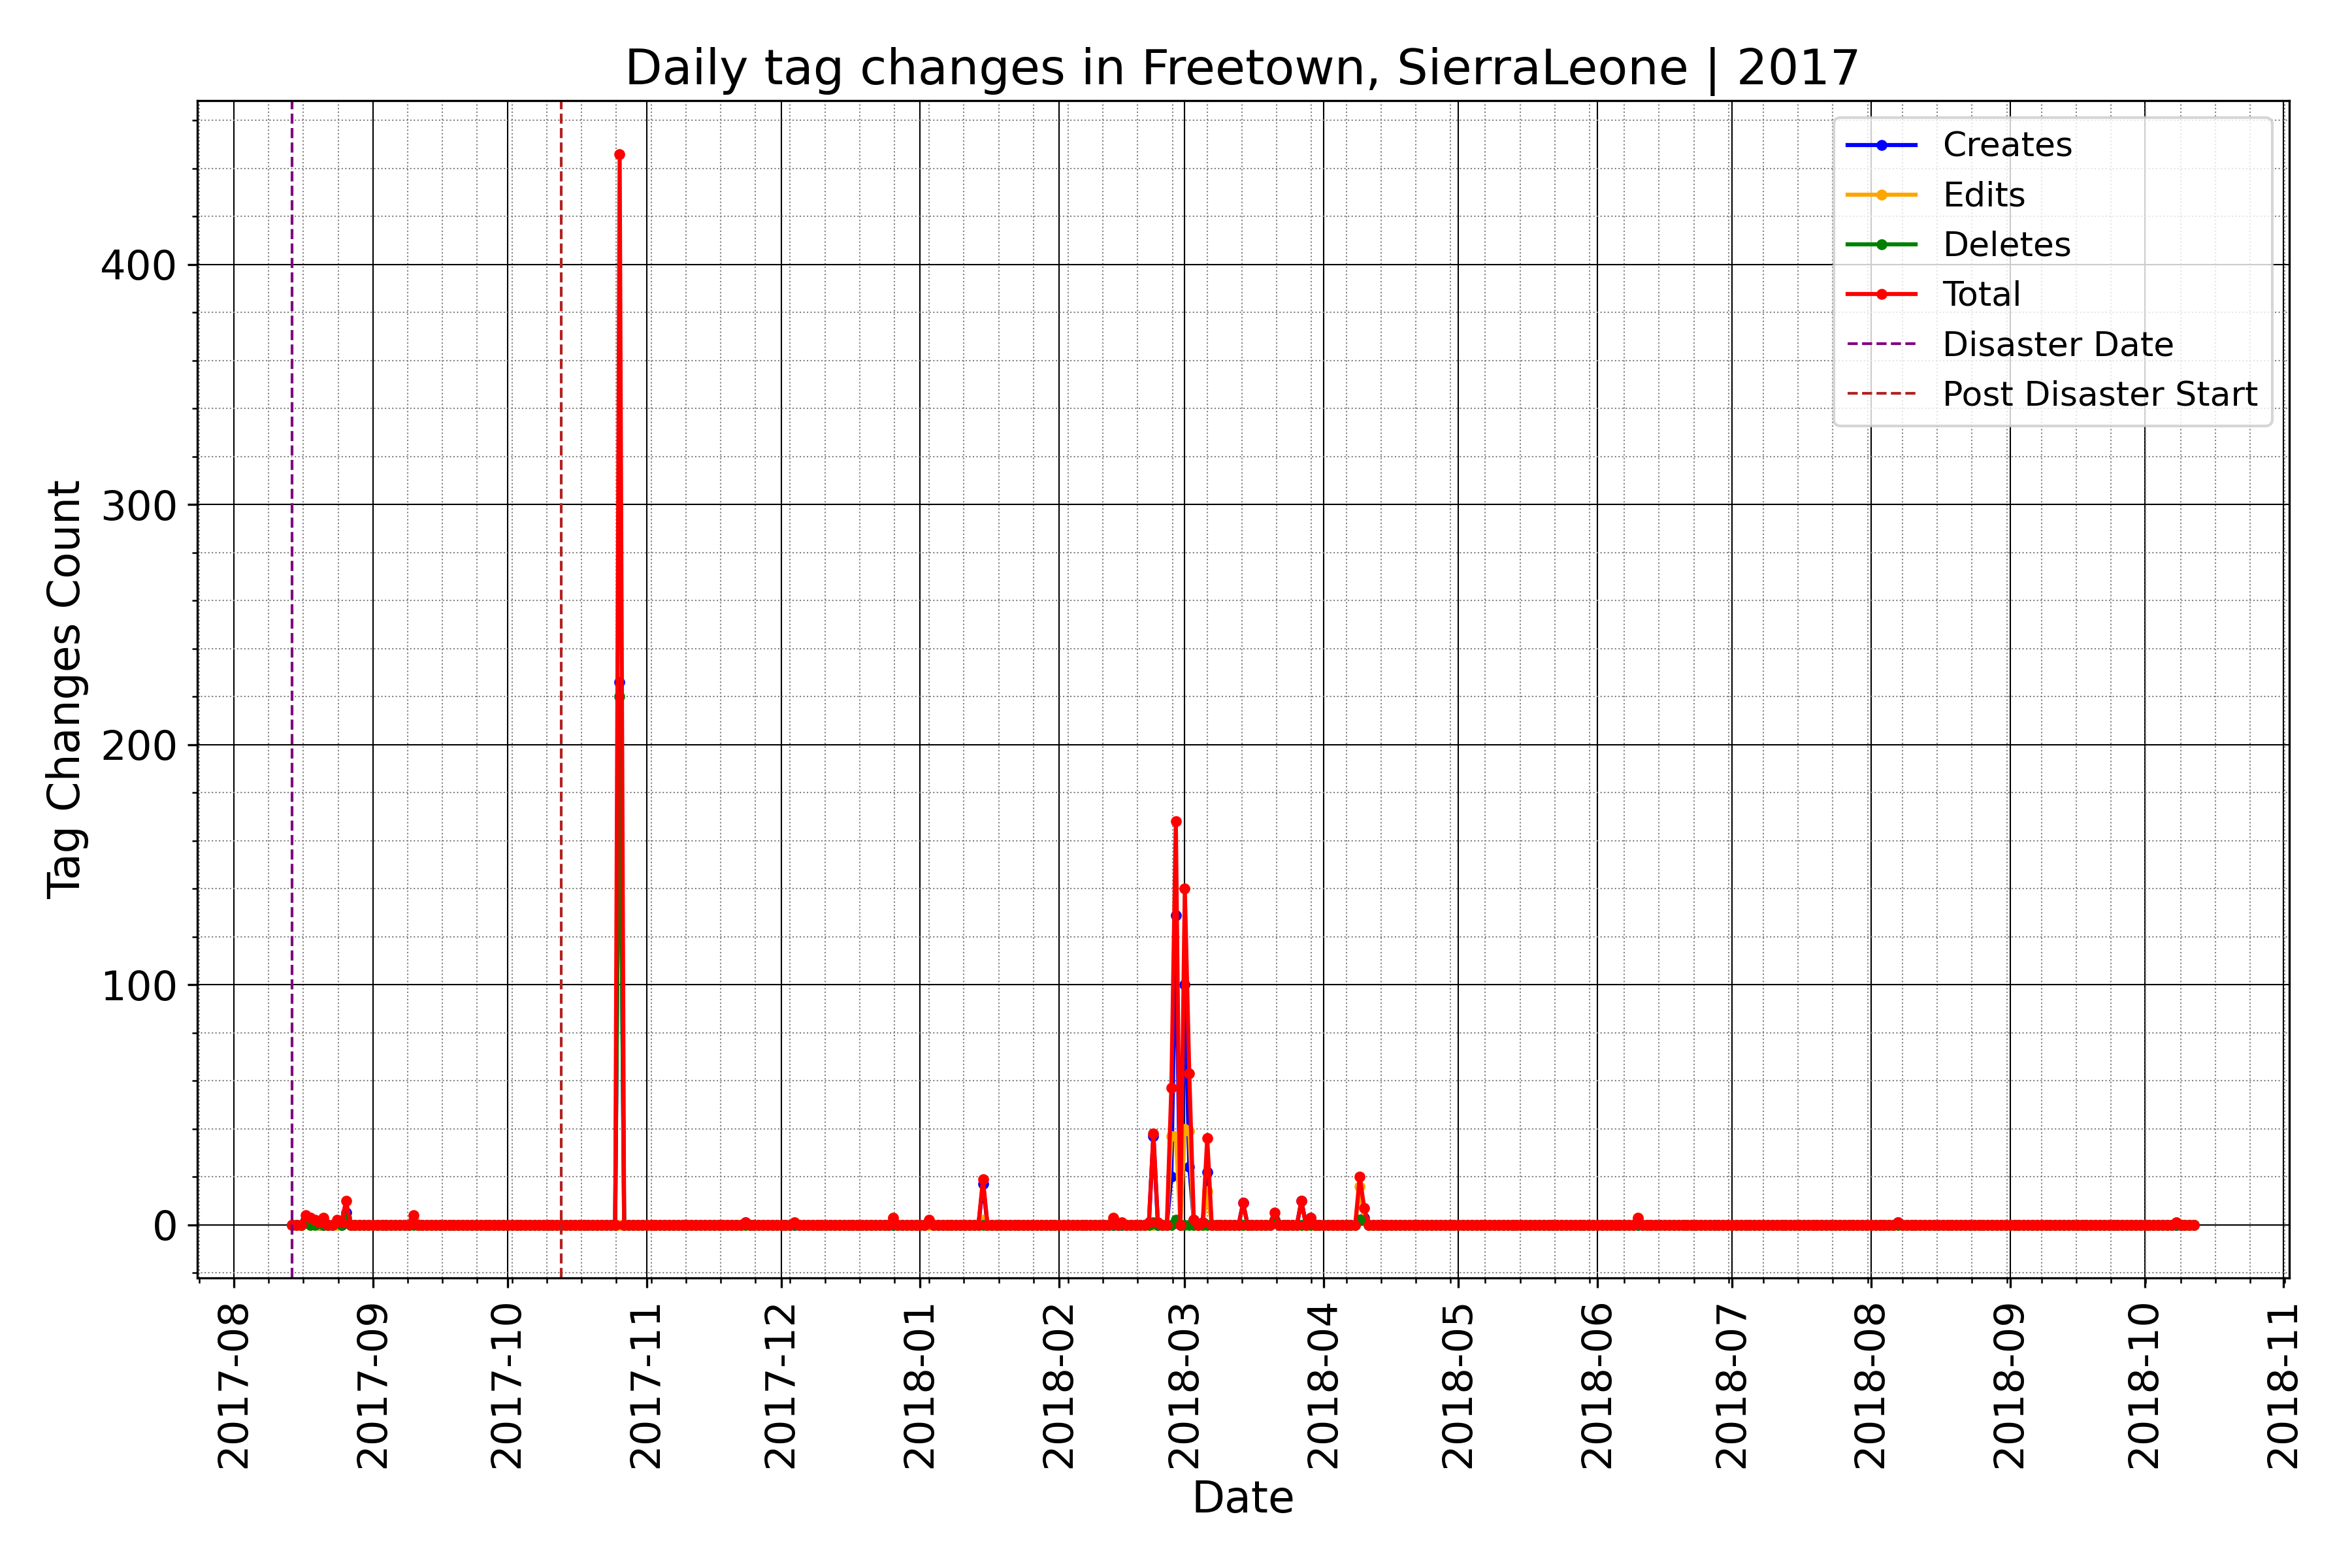 Daily tag changes in Freetown, SierraLeone | 2017
Creates
Edits
Deletes
Total
Disaster Date
Post Disaster Start
Tag Changes Count
400
300
200
100
0
2017-08
2017-09
2017-10
2017-11
2017-12
2018-01
2018-02
2018-03
2018-04
2018-05
2018-06
2018-07
2018-08
2018-09
2018-10
2018-11
Date